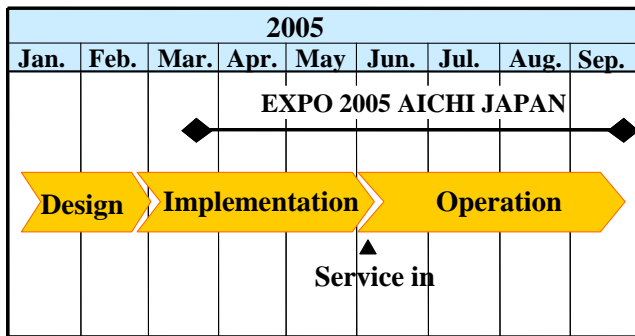 2005
Jan. Feb. Mar. Apr. May Jun. Jul. Aug. Sep.
EXPO 2005 AICHI JAPAN
Design Implementation Operation
Service in